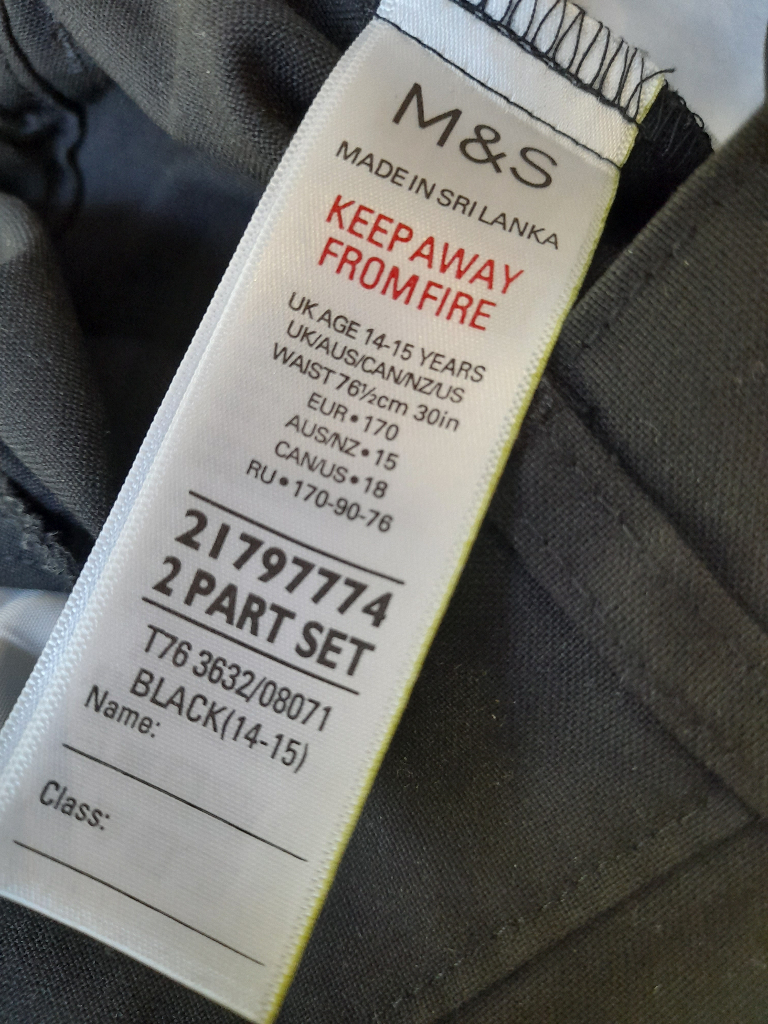 M&S
MADE IN SRI LANKA
KEEP AWAY
FROM FIRE
UK AGE 14-15 YEARS
UK/AUS/CAN/NZ/US
WAIST 76½cm 30in
EUR • 170
AUS/NZ • 15
CAN/US • 18
RU • 170-90-76
21797774
2 PART SET
T76 3632/08071
BLACK(14-15)
Name:
Class: